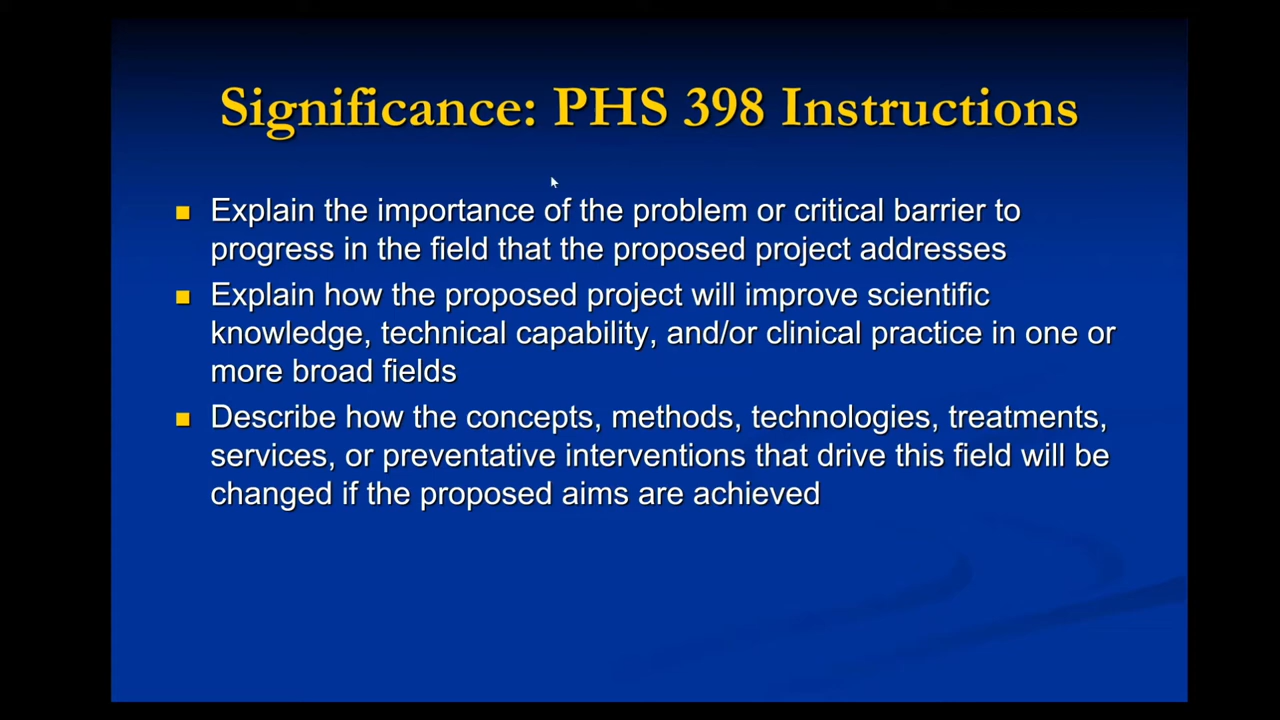 Significance: PHS 398 Instructions
Explain the importance of the problem or critical barrier to
progress in the field that the proposed project addresses
Explain how the proposed project will improve scientific
knowledge, technical capability, and/or clinical practice in one or
more broad fields
Describe how the concepts, methods, technologies, treatments,
services, or preventative interventions that drive this field will be
changed if the proposed aims are achieved